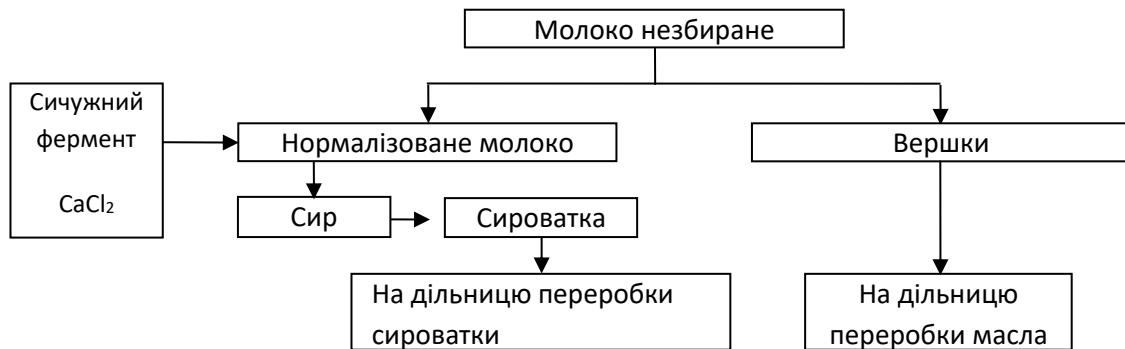 Молоко незбиране
Сичужний
фермент
CaCl₂
Нормалізоване молоко
Вершки
Сир
Сироватка
На дільницю переробки
сироватки
На дільницю
переробки масла